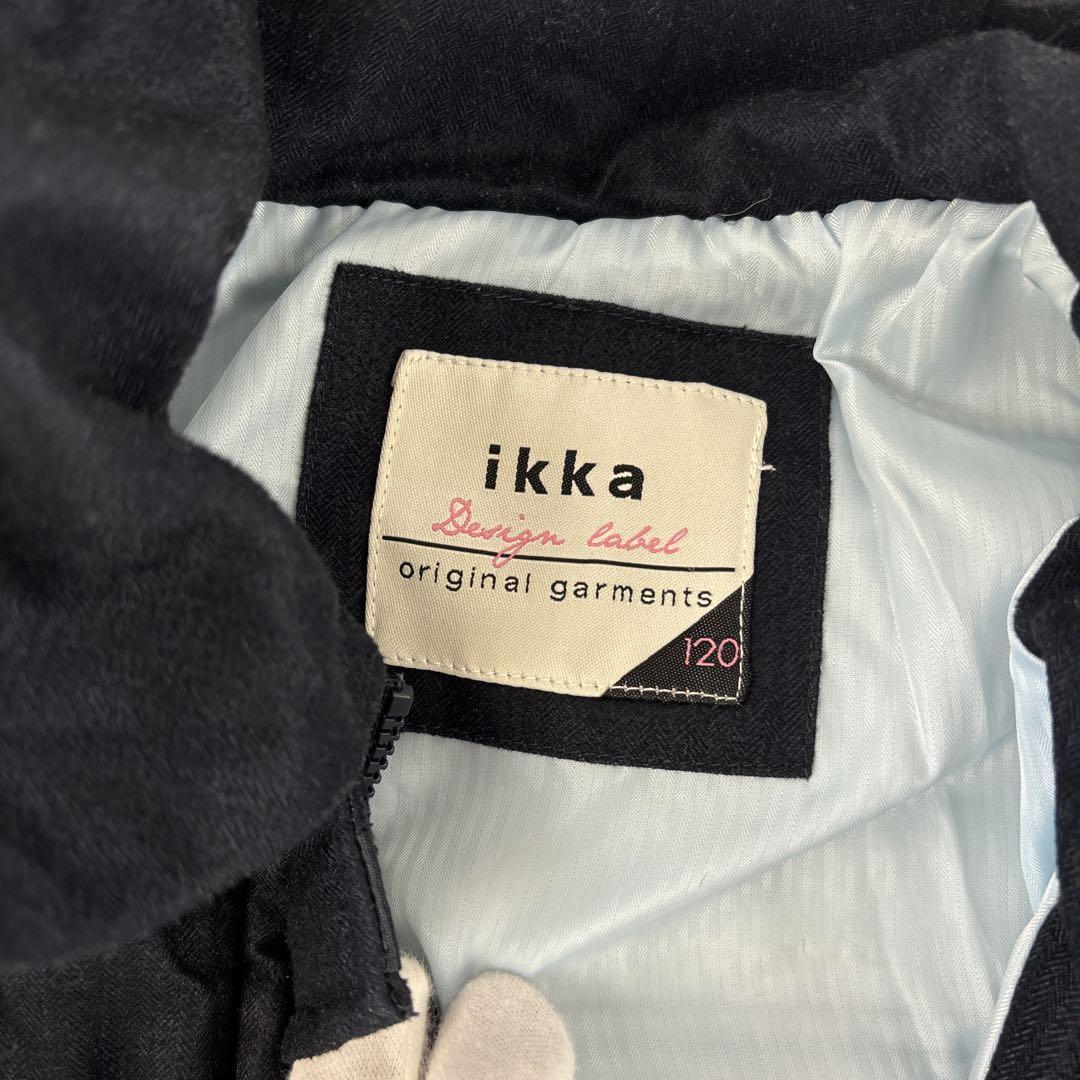 ikka
Design label
original garments
120